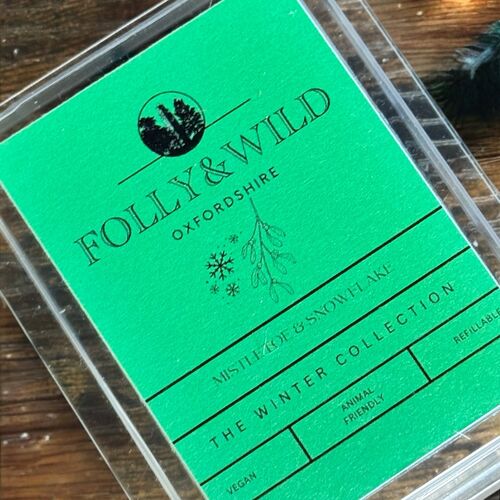 FOLLY&WILD
OXFORDSHIRE
MISTLETOE & SNOWFLAKE
THE WINTER COLLECTION
VEGAN
ANIMAL
FRIENDLY
REFILLABLE